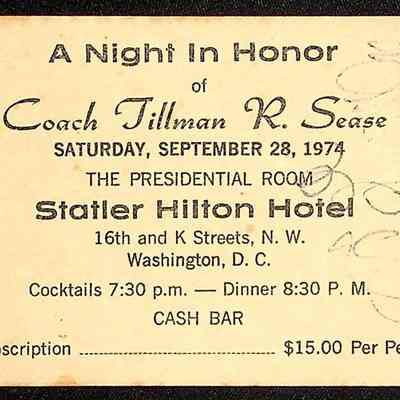 A Night In Honor
of
Coach Tillman R. Sease
SATURDAY, SEPTEMBER 28, 1974
THE PRESIDENTIAL ROOM
Statler Hilton Hotel
16th and K Streets, N. W.
Washington, D. C.
Cocktails 7:30 p.m. — Dinner 8:30 P. M.
CASH BAR
bscription ........................ $15.00 Per Pe